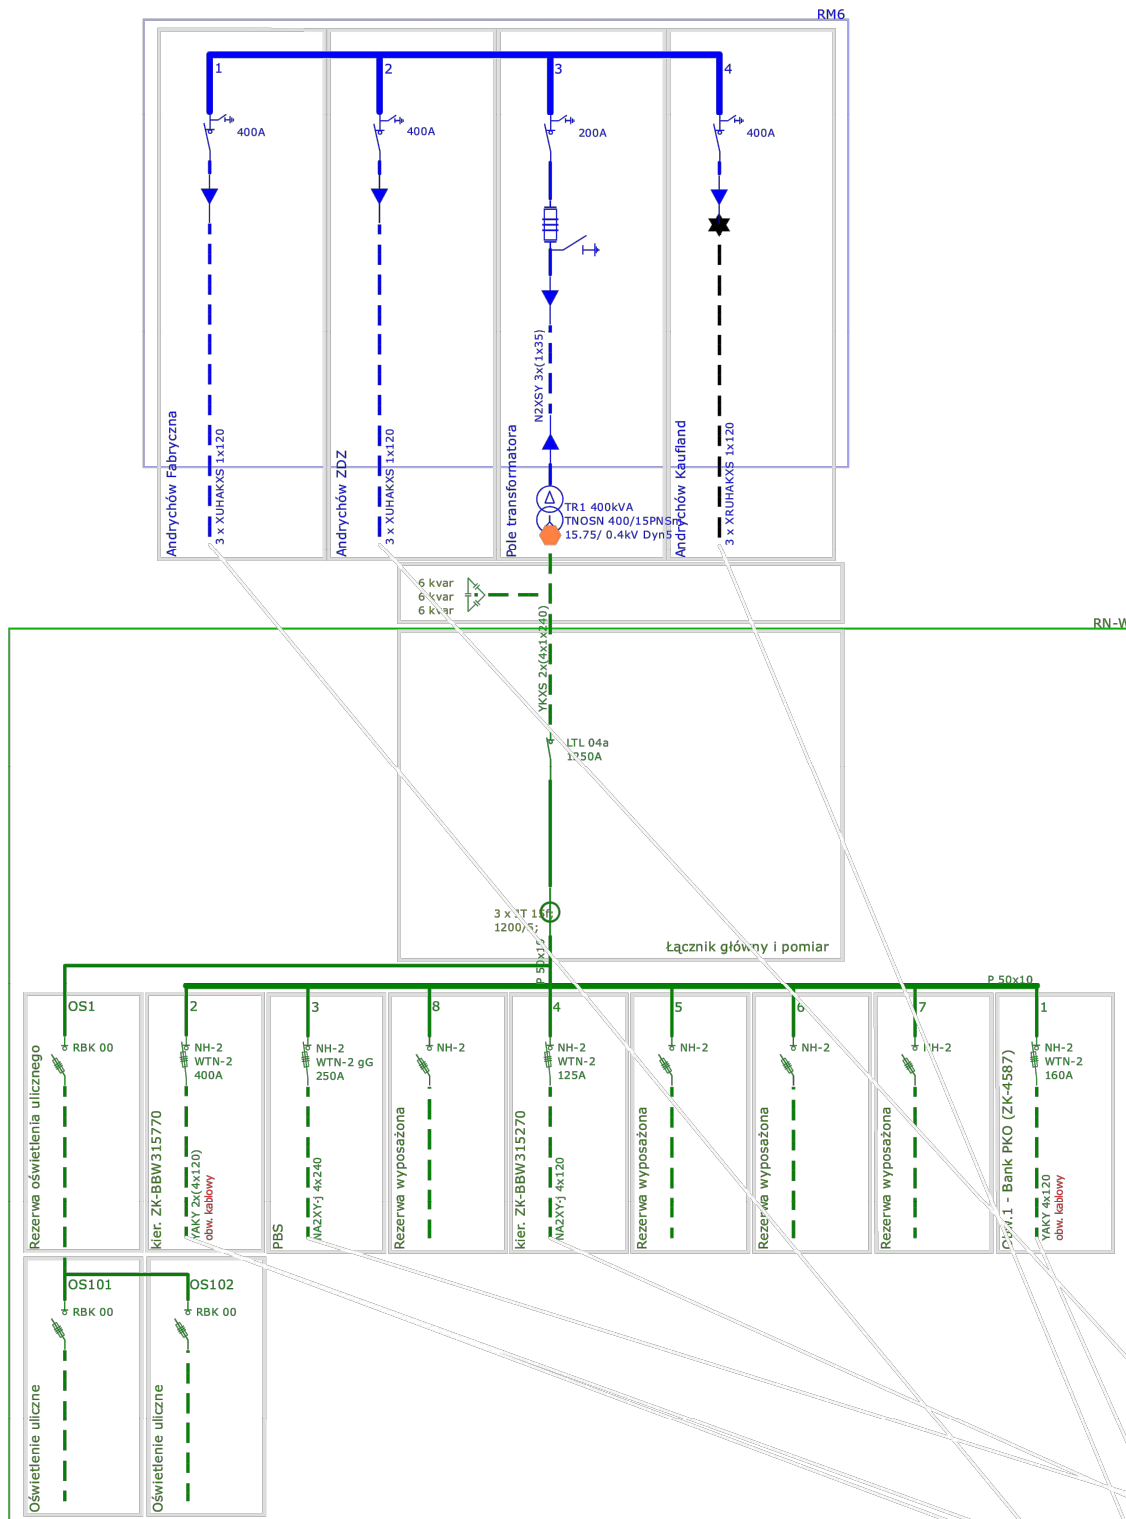 RM6
1
2
3
4
400A
400A
200A
400A
Andrychów Fabryczna
3 x XUHAKXS 1x120
Andrychów ZDZ
3 x XUHAKXS 1x120
Pole transformatora
N2XSY 3x(1x35)
Andrychów Kaufland
3 x XRUHAKXS 1x120
TR1 400kVA
TNOSN 400/15PNSm
15.75/ 0.4kV Dyn5
6 kvar
6 kvar
6 kvar
YKXS 2x(4x1x240)
RN-W
LTL 04a
1250A
3 x IT 15f;
1200/5;
P 50x10
Łącznik główny i pomiar
P 50x10
OS1
2
3
8
4
5
6
7
1
RBK 00
NH-2
WTN-2
400A
NH-2
WTN-2 gG
250A
NH-2
NH-2
WTN-2
125A
NH-2
NH-2
NH-2
NH-2
WTN-2
160A
Rezerwa oświetlenia ulicznego
kier. ZK-BBW315770
YAKY 2x(4x120)
obw. kablowy
PBS
NA2XY-j 4x240
Rezerwa wyposażona
kier. ZK-BBW315270
NA2XY-j 4x120
Rezerwa wyposażona
Rezerwa wyposażona
Rezerwa wyposażona
OBW.1 - Bank PKO (ZK-4587)
YAKY 4x120
obw. kablowy
OS101
OS102
RBK 00
RBK 00
Oświetlenie uliczne
Oświetlenie uliczne